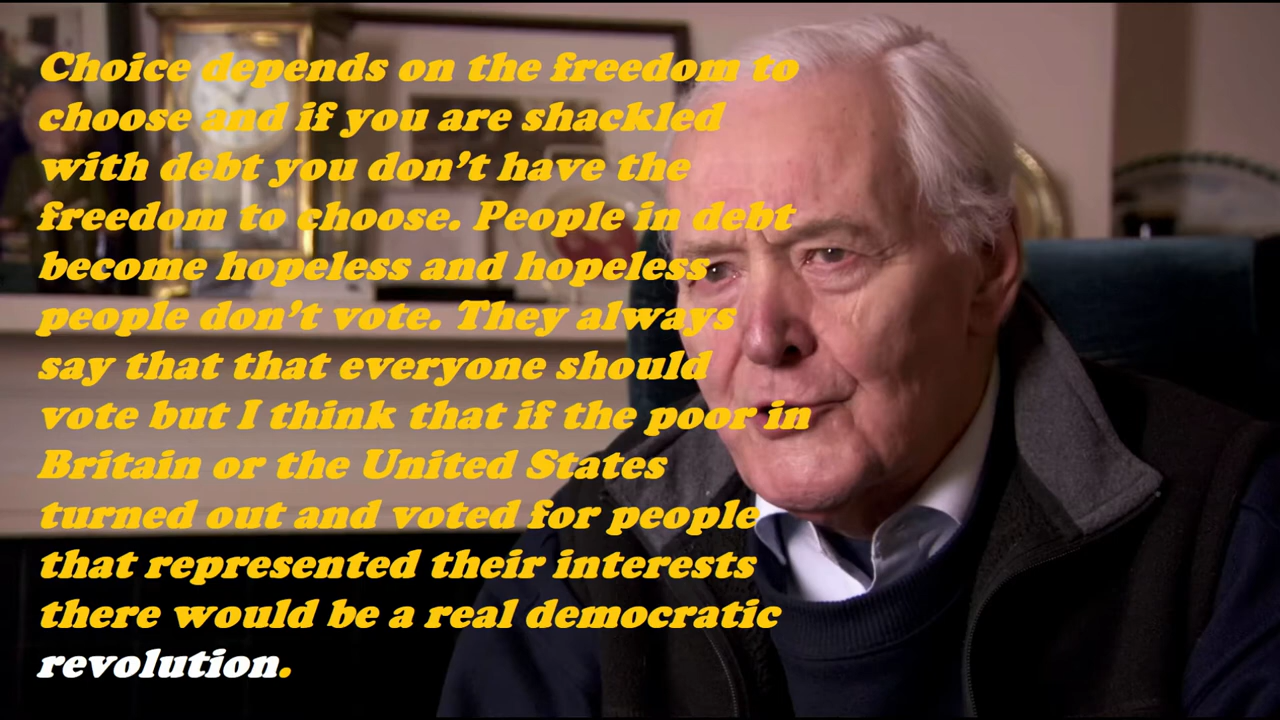 Choice depends on the freedom to
choose and if you are shackled
with debt you don’t have the
freedom to choose. People in debt
become hopeless and hopeless
people don’t vote. They always
say that that everyone should
vote but I think that if the poor in
Britain or the United States
turned out and voted for people
that represented their interests
there would be a real democratic
revolution.